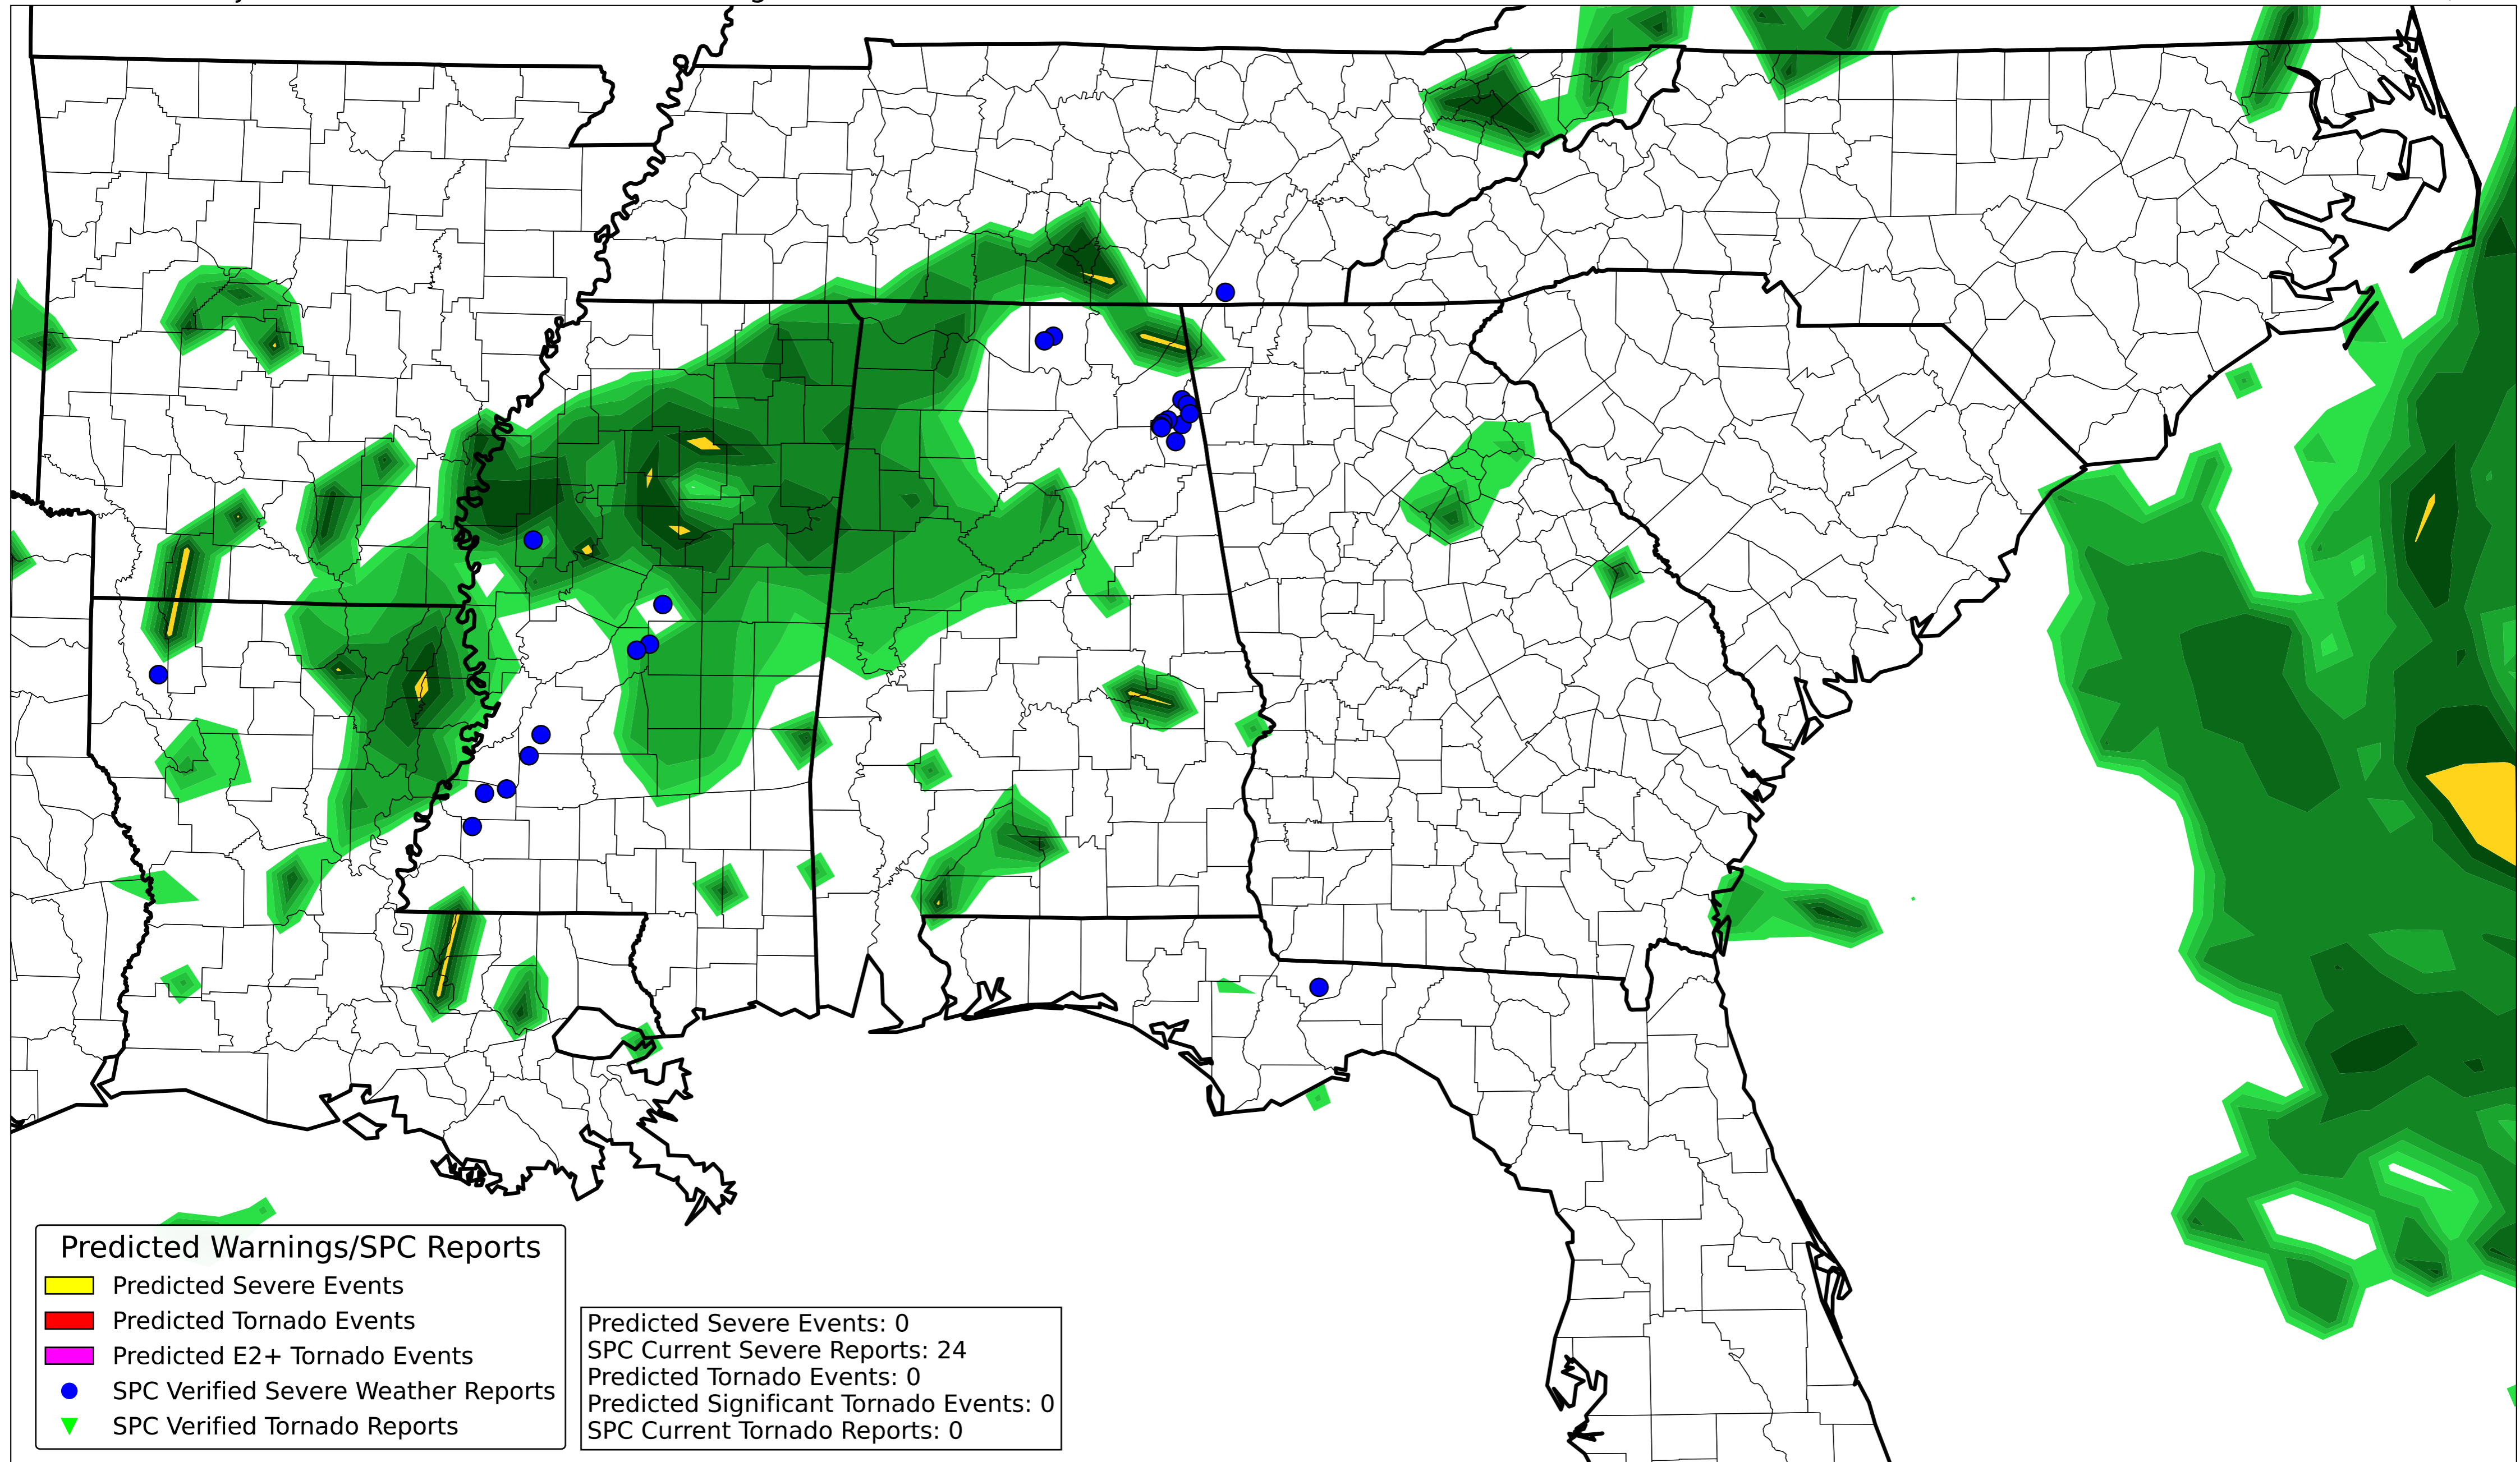 Predicted Warnings/SPC Reports
Predicted Severe Events
Predicted Tornado Events
Predicted E2+ Tornado Events
SPC Verified Severe Weather Reports
SPC Verified Tornado Reports
Predicted Severe Events: 0
SPC Current Severe Reports: 24
Predicted Tornado Events: 0
Predicted Significant Tornado Events: 0
SPC Current Tornado Reports: 0